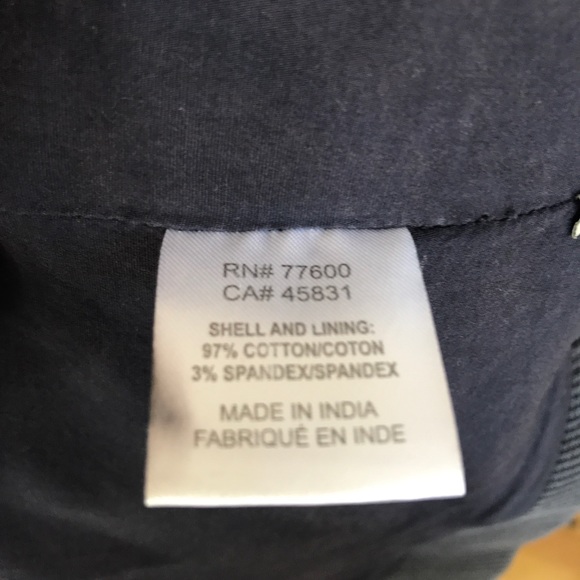 RN# 77600
CA# 45831
SHELL AND LINING:
97% COTTON/COTON
3% SPANDEX/SPANDEX
MADE IN INDIA
FABRIQUÉ EN INDE